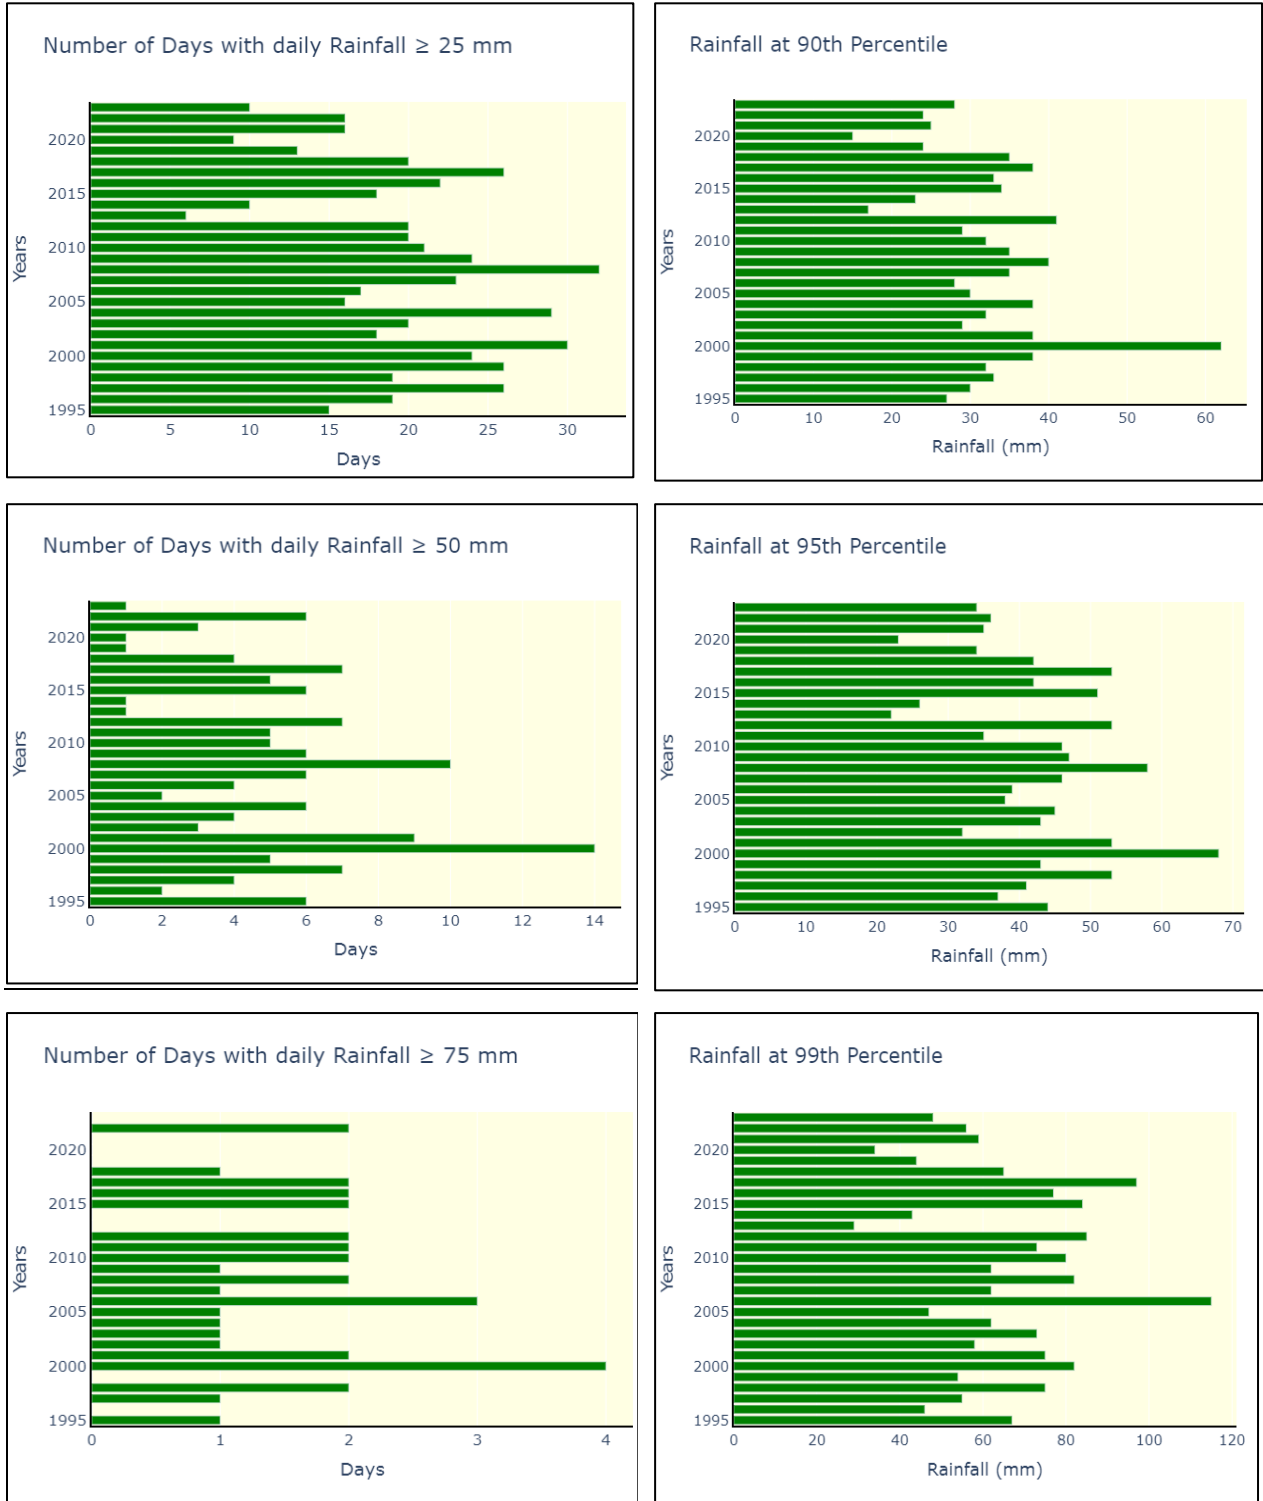 Number of Days with daily Rainfall ≥ 25 mm
Years
2020
2015
2010
2005
2000
1995
0 5 10 15 20 25 30
Days
Rainfall at 90th Percentile
Years
2020
2015
2010
2005
2000
1995
0 10 20 30 40 50 60
Rainfall (mm)
Number of Days with daily Rainfall ≥ 50 mm
Years
2020
2015
2010
2005
2000
1995
0 2 4 6 8 10 12 14
Days
Rainfall at 95th Percentile
Years
2020
2015
2010
2005
2000
1995
0 10 20 30 40 50 60 70
Rainfall (mm)
Number of Days with daily Rainfall ≥ 75 mm
Years
2020
2015
2010
2005
2000
1995
0 1 2 3 4
Days
Rainfall at 99th Percentile
Years
2020
2015
2010
2005
2000
1995
0 20 40 60 80 100 120
Rainfall (mm)